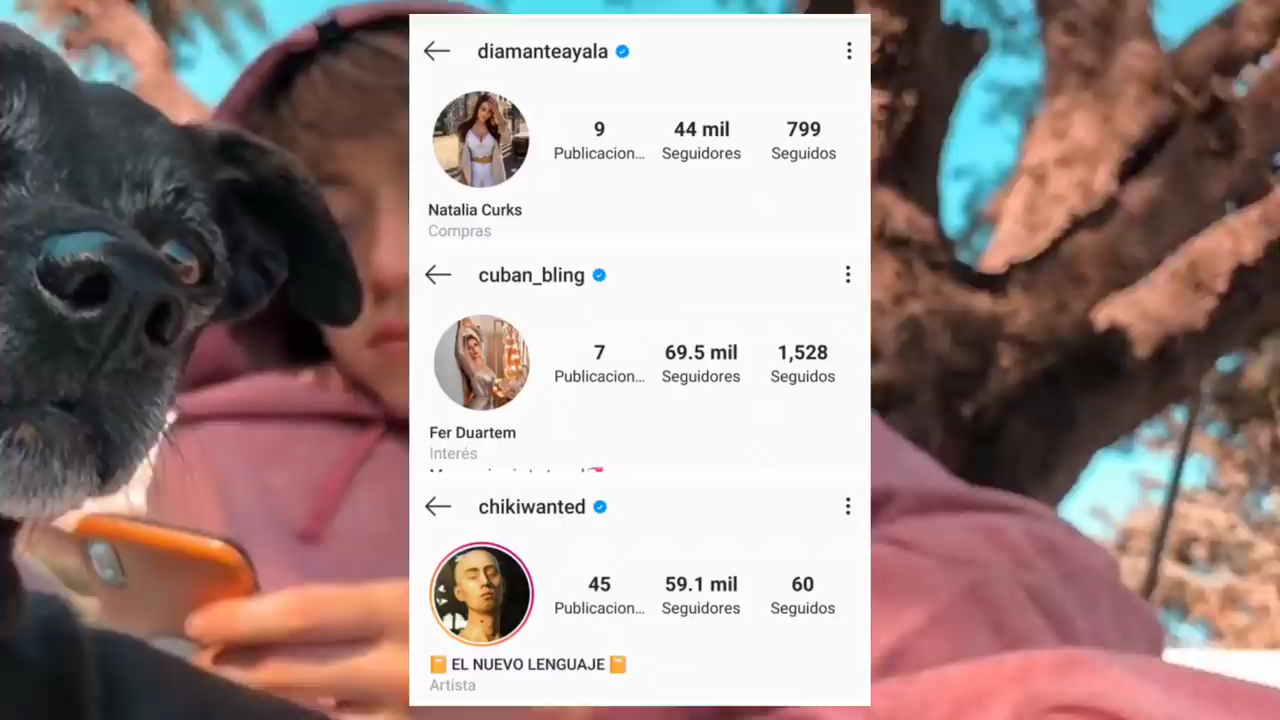 diamanteayala
9 44 mil 799
Publicacion... Seguidores Seguidos
Natalia Curks
Compras
cuban_bling
7 69.5 mil 1,528
Publicacion... Seguidores Seguidos
Fer Duartem
Interés
chikiwanted
45 59.1 mil 60
Publicacion... Seguidores Seguidos
📒 EL NUEVO LENGUAJE 📒
Artista